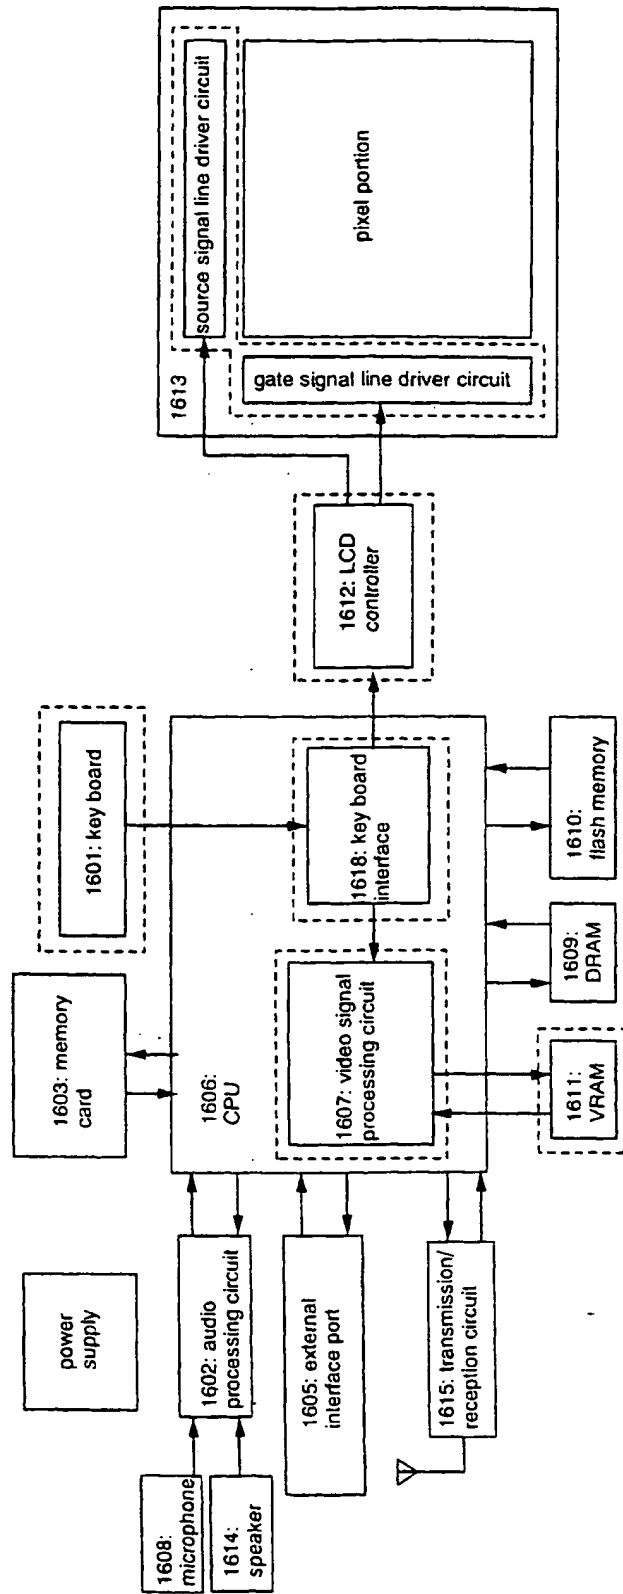 power
supply
1603: memory
card
1601: key board
1608:
microphone
1614:
speaker
1602: audio
processing circuit
1606:
CPU
1605: external
interface port
1607: video signal
processing circuit
1618: key board
interface
1612: LCD
controller
1613
source signal line driver circuit
gate signal line driver circuit
pixel portion
1615: transmission/
reception circuit
1611:
VRAM
1609:
DRAM
1610:
flash memory